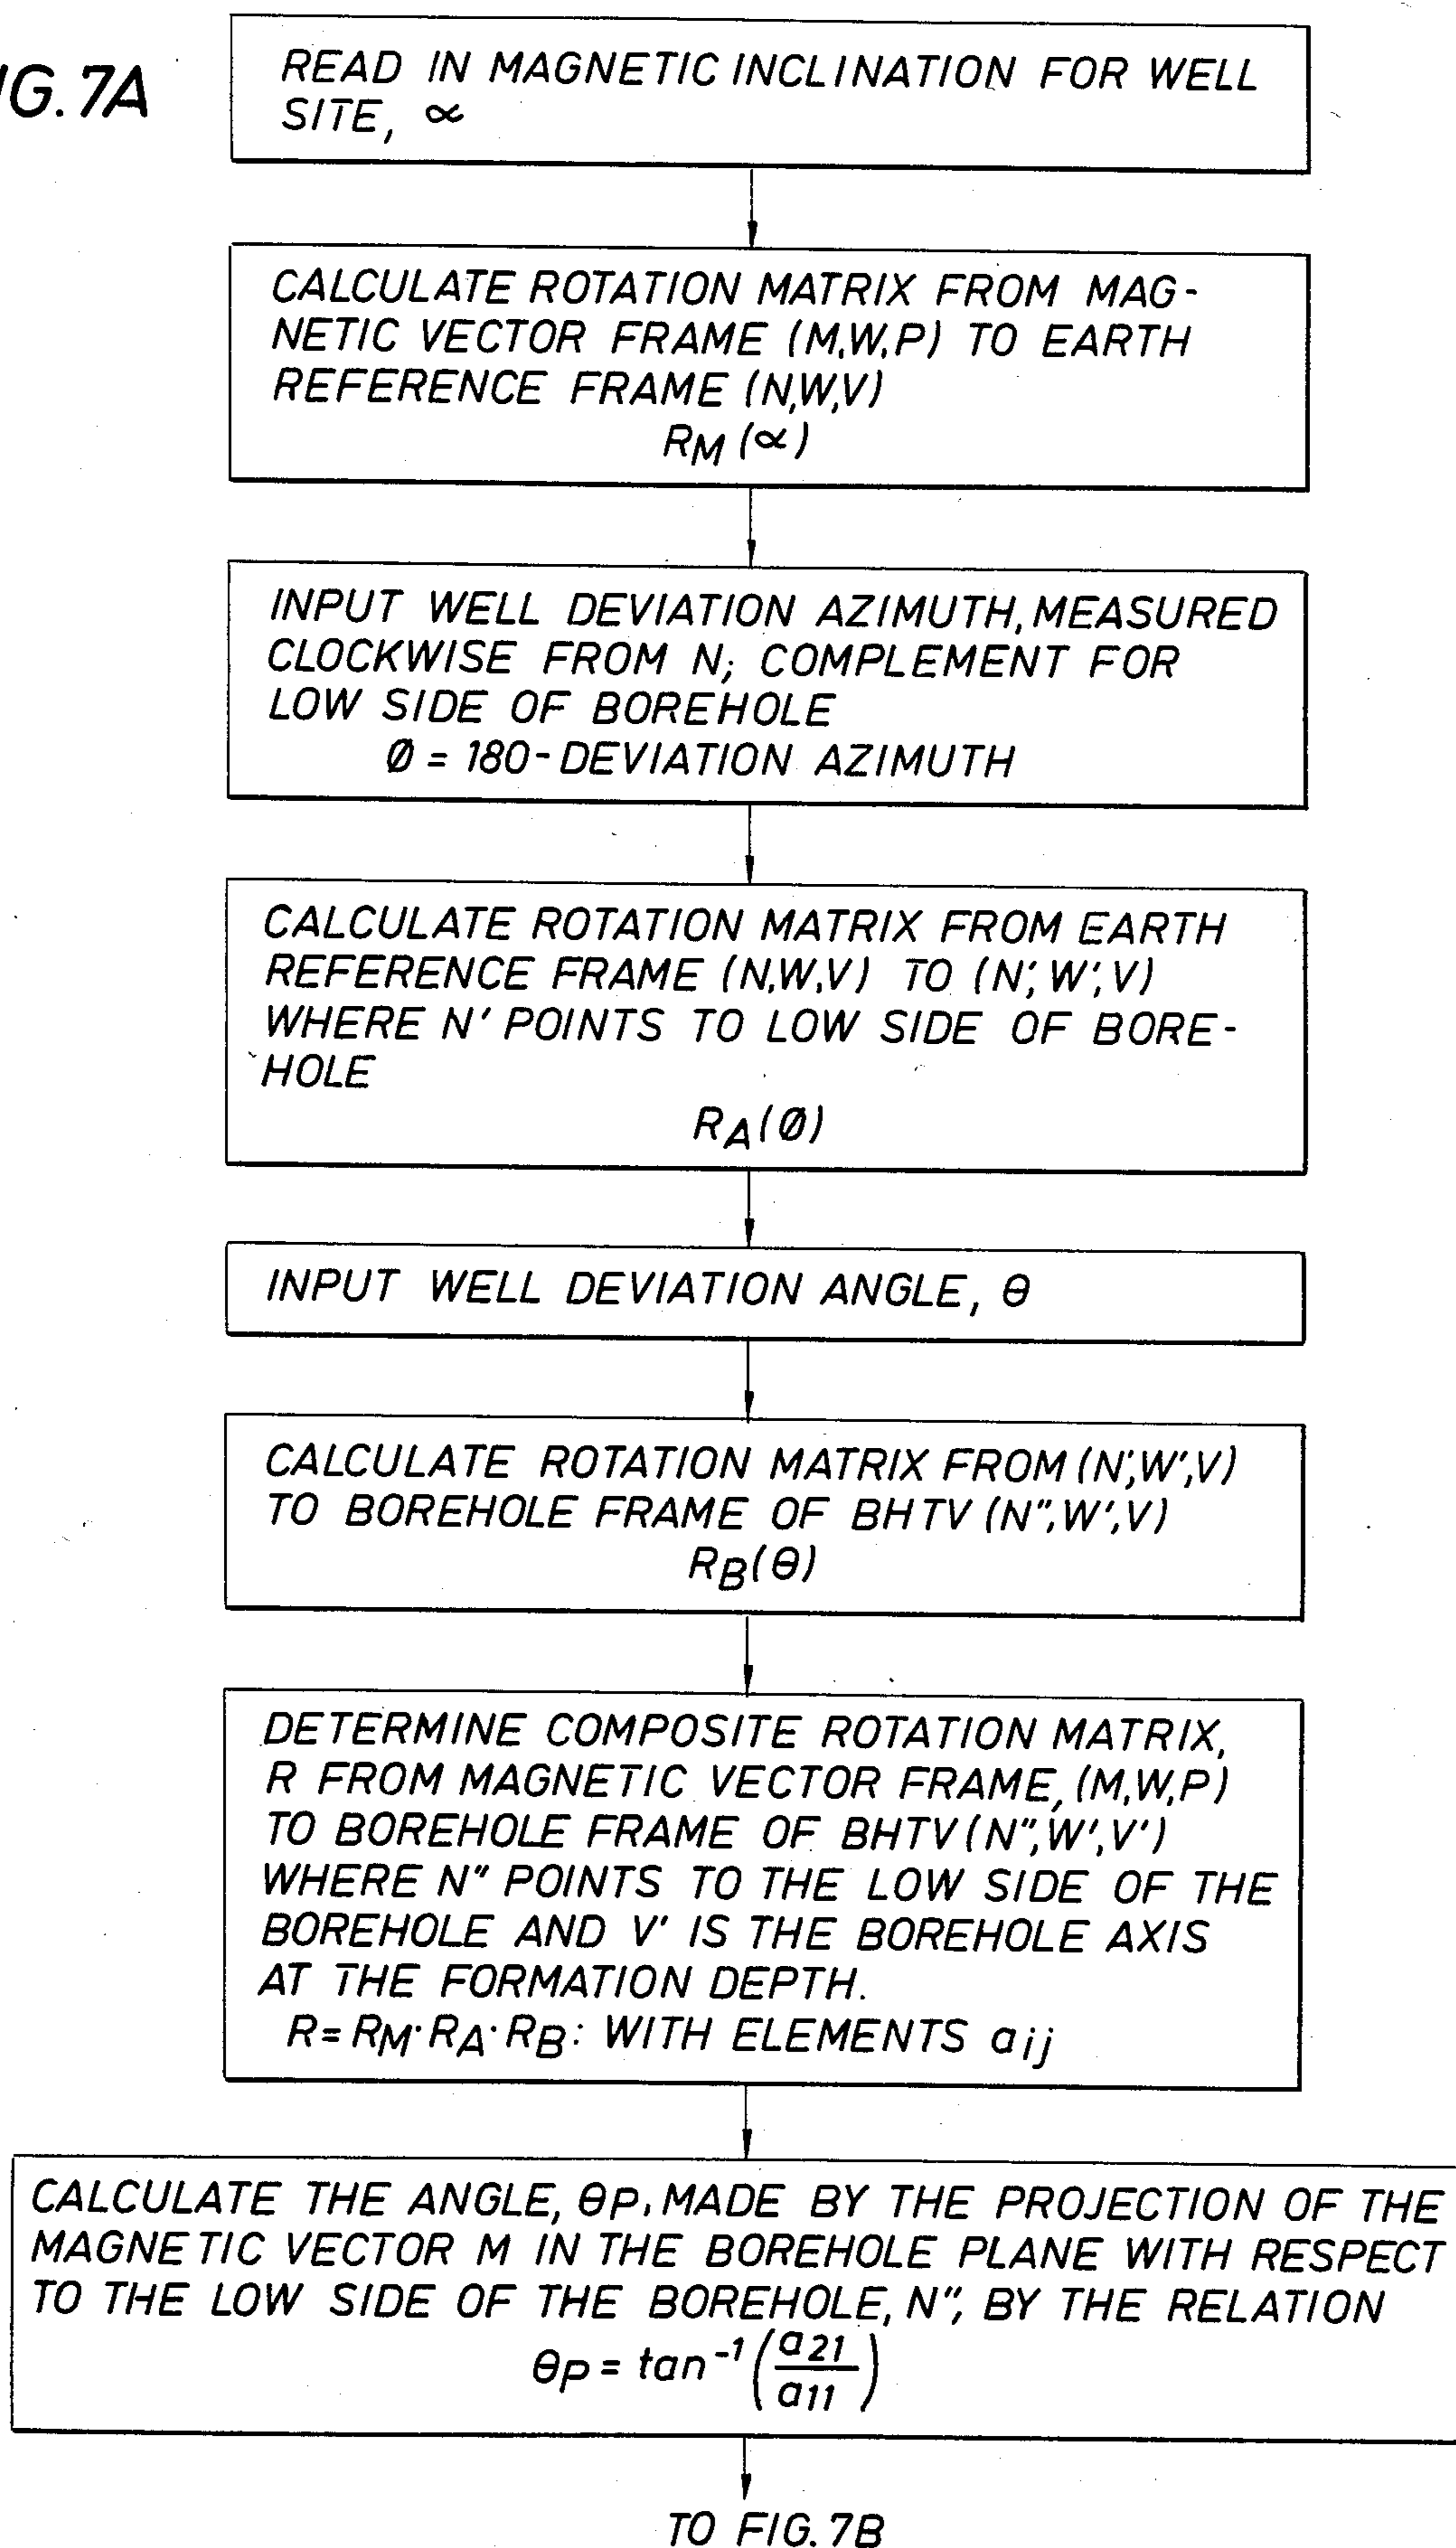 IG. 7A
READ IN MAGNETIC INCLINATION FOR WELL
SITE, ∝
CALCULATE ROTATION MATRIX FROM MAG-
NETIC VECTOR FRAME (M,W,P) TO EARTH
REFERENCE FRAME (N,W,V)
RM (∝)
INPUT WELL DEVIATION AZIMUTH, MEASURED
CLOCKWISE FROM N; COMPLEMENT FOR
LOW SIDE OF BOREHOLE
Ø = 180-DEVIATION AZIMUTH
CALCULATE ROTATION MATRIX FROM EARTH
REFERENCE FRAME (N,W,V) TO (N',W',V)
WHERE N' POINTS TO LOW SIDE OF BORE-
HOLE
RA(Ø)
INPUT WELL DEVIATION ANGLE, θ
CALCULATE ROTATION MATRIX FROM (N',W',V)
TO BOREHOLE FRAME OF BHTV (N'',W',V)
RB(θ)
DETERMINE COMPOSITE ROTATION MATRIX,
R FROM MAGNETIC VECTOR FRAME, (M,W,P)
TO BOREHOLE FRAME OF BHTV (N'',W',V')
WHERE N'' POINTS TO THE LOW SIDE OF THE
BOREHOLE AND V' IS THE BOREHOLE AXIS
AT THE FORMATION DEPTH.
R = RM·RA·RB: WITH ELEMENTS aij
CALCULATE THE ANGLE, θP, MADE BY THE PROJECTION OF THE
MAGNETIC VECTOR M IN THE BOREHOLE PLANE WITH RESPECT
TO THE LOW SIDE OF THE BOREHOLE, N'', BY THE RELATION
θP = tan⁻¹(a21/a11)
TO FIG. 7B